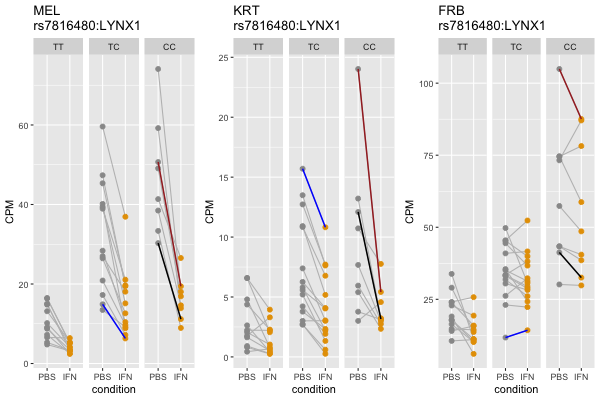 MEL
rs7816480:LYNX1
TT
TC
CC
CPM
60
40
20
0
PBS IFN
PBS IFN
PBS IFN
condition
KRT
rs7816480:LYNX1
TT
TC
CC
CPM
25
20
15
10
5
0
PBS IFN
PBS IFN
PBS IFN
condition
FRB
rs7816480:LYNX1
TT
TC
CC
CPM
100
75
50
25
PBS IFN
PBS IFN
PBS IFN
condition